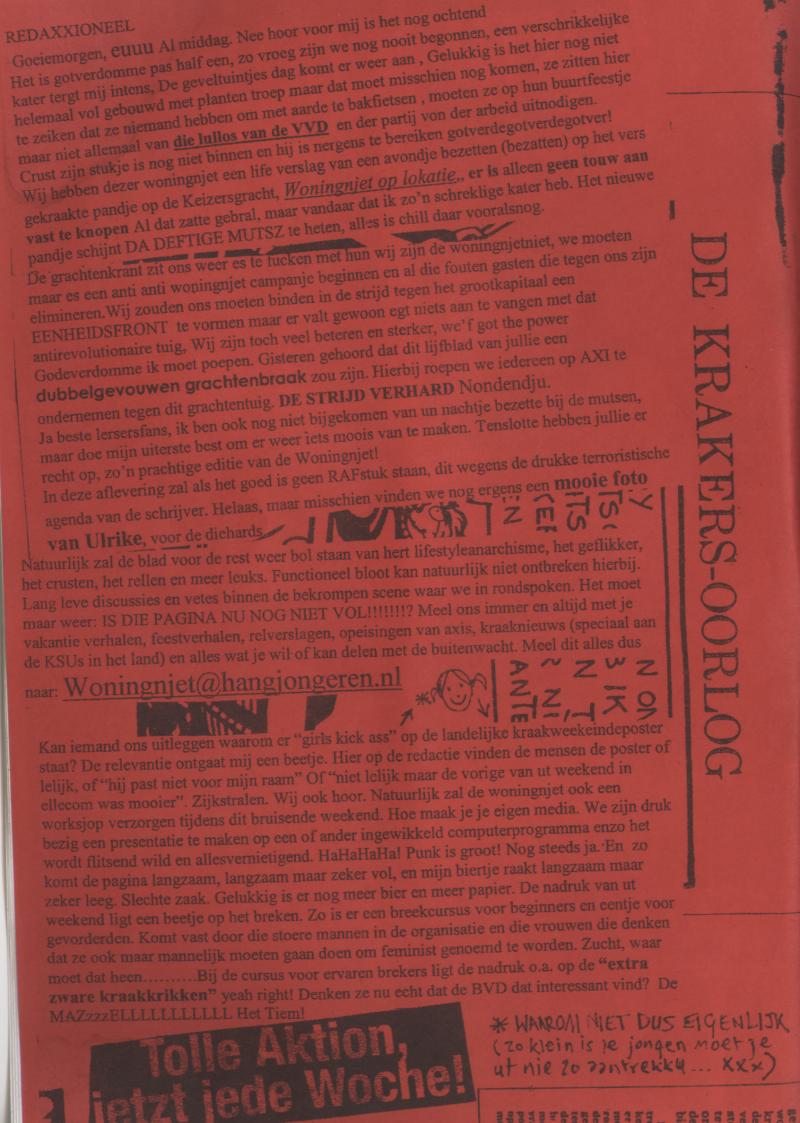 REDAXXIONEEL
Goeiemorgen, euuu Al middag. Nee hoor voor mij is het nog ochtend
Het is gotverdomme pas half een, zo vroeg zijn we nog nooit begonnen, een verschrikkelijke
kater tergt mij intens, De geveltuintjes dag komt er weer aan , Gelukkig is het hier nog niet
helemaal vol gebouwd met planten troep maar dat moet misschien nog komen, ze zitten hier
te zeiken dat ze niemand hebben om met aarde te bakfietsen , moeten ze op hun buurtfeestje
maar niet allemaal van die lullos van de VVD en der partij von der arbeid uitnodigen.
Crust zijn stukje is nog niet binnen en hij is nergens te bereiken gotverdegotverdegotver!
Wij hebben dezer woningnjet een life verslag van een avondje bezetten (bezatten) op het vers
gekraakte pandje op de Keizersgracht, Woningnjet op lokatie,, er is alleen geen touw aan
vast te knopen Al dat zatte gebral, maar vandaar dat ik zo'n schreklige kater heb. Het nieuwe
pandje schijnt DA DEFTIGE MUTSZ te heten, alles is chill daar vooralsnog.
De grachtenkrant zit ons weer es te fucken met hun wij zijn de woningnjetniet, we moeten
maar es een anti anti woningnjet campanje beginnen en al die fouten gasten die tegen ons zijn
elimineren.Wij zouden ons moeten binden in de strijd tegen het grootkapitaal een
EENHEIDSFRONT te vormen maar er valt gewoon egt niets aan te vangen met dat
antirevolutionaire tuig, Wij zijn toch veel beteren en sterker, we'f got the power
Godeverdomme ik moet poepen. Gisteren gehoord dat dit lijfblad van jullie een
dubbelgevouwen grachtenbraak zou zijn. Hierbij roepen we iedereen op AXI te
ondernemen tegen dit grachtentuig. DE STRIJD VERHARD Nondendju.
Ja beste lersersfans, ik ben ook nog niet bijgekomen van un nachtje bezette bij de mutsen,
maar doe mijn uiterste best om er weer iets moois van te maken. Tenslotte hebben jullie er
recht op, zo'n prachtige editie van de Woningnjet!
In deze aflevering zal als het goed is geen RAFstuk staan, dit wegens de drukke terroristische
agenda van de schrijver. Helaas, maar misschien vinden we nog ergens een mooie foto
van Ulrike, voor de diehards
Natuurlijk zal de blad voor de rest weer bol staan van hert lifestyleanarchisme, het geflikker,
het crusten, het rellen en meer leuks. Functioneel bloot kan natuurlijk niet ontbreken hierbij.
Lang leve discussies en vetes binnen de bekrompen scene waar we in rondspoken. Het moet
maar weer: IS DIE PAGINA NU NOG NIET VOL!!!!!!!? Meel ons immer en altijd met je
vakantie verhalen, feestverhalen, relverslagen, opeisingen van axis, kraaknieuws (speciaal aan
de KSUs in het land) en alles wat je wil of kan delen met de buitenwacht. Meel dit alles dus
naar: Woningnjet@hangjongeren.nl
Kan iemand ons uitleggen waarom er "girls kick ass" op de landelijke kraakweekeindeposter
staat? De relevantie ontgaat mij een beetje. Hier op de redactie vinden de mensen de poster of
lelijk, of "hij past niet voor mijn raam" Of "niet lelijk maar de vorige van ut weekend in
ellecom was mooier". Zijkstralen. Wij ook hoor. Natuurlijk zal de woningnjet ook een
worksjop verzorgen tijdens dit bruisende weekend. Hoe maak je je eigen media. We zijn druk
bezig een presentatie te maken op een of ander ingewikkeld computerprogramma enzo het
wordt flitsend wild en allesvernietigend. HaHaHaHa! Punk is groot! Nog steeds ja. En zo
komt de pagina langzaam, langzaam maar zeker vol, en mijn biertje raakt langzaam maar
zeker leeg. Slechte zaak. Gelukkig is er nog meer bier en meer papier. De nadruk van ut
weekend ligt een beetje op het breken. Zo is er een breekcursus voor beginners en eentje voor
gevorderden. Komt vast door die stoere mannen in de organisatie en die vrouwen die denken
dat ze ook maar mannelijk moeten gaan doen om feminist genoemd te worden. Zucht, waar
moet dat heen..........Bij de cursus voor ervaren brekers ligt de nadruk o.a. op de "extra
zware kraakkrikken" yeah right! Denken ze nu echt dat de BVD dat interessant vind? De
MAZzzzELLLLLLLLLLL Het Tiem!
DE KRAKERS-OORLOG
* WAAROM NIET DUS EIGENLIJK
(zo klein is je jongen moet je
ut nie zo aantrekku... xxx)
Tolle Aktion,
jetzt jede Woche!